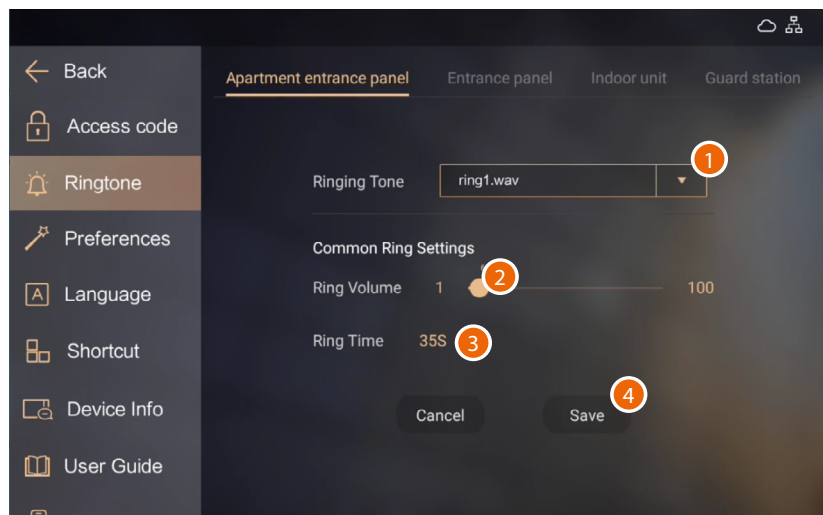 Back
Access code
Ringtone
Preferences
A Language
Shortcut
Device Info
User Guide
Apartment entrance panel Entrance panel Indoor unit Guard station
1
Ringing Tone ring1.wav
Common Ring Settings
2
Ring Volume 1 100
Ring Time 35S 3
4
Cancel Save